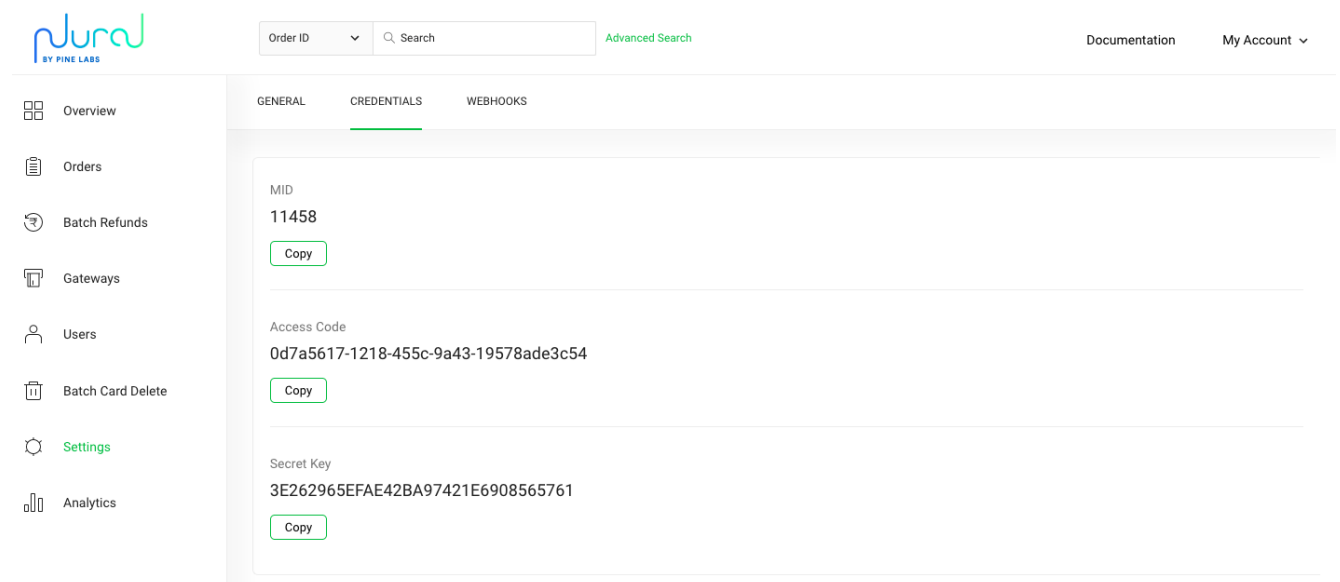 plural
BY PINE LABS
Order ID
Search
Advanced Search
Documentation
My Account
Overview
Orders
Batch Refunds
Gateways
Users
Batch Card Delete
Settings
Analytics
GENERAL
CREDENTIALS
WEBHOOKS
MID
11458
Copy
Access Code
0d7a5617-1218-455c-9a43-19578ade3c54
Copy
Secret Key
3E262965EFAE42BA97421E6908565761
Copy